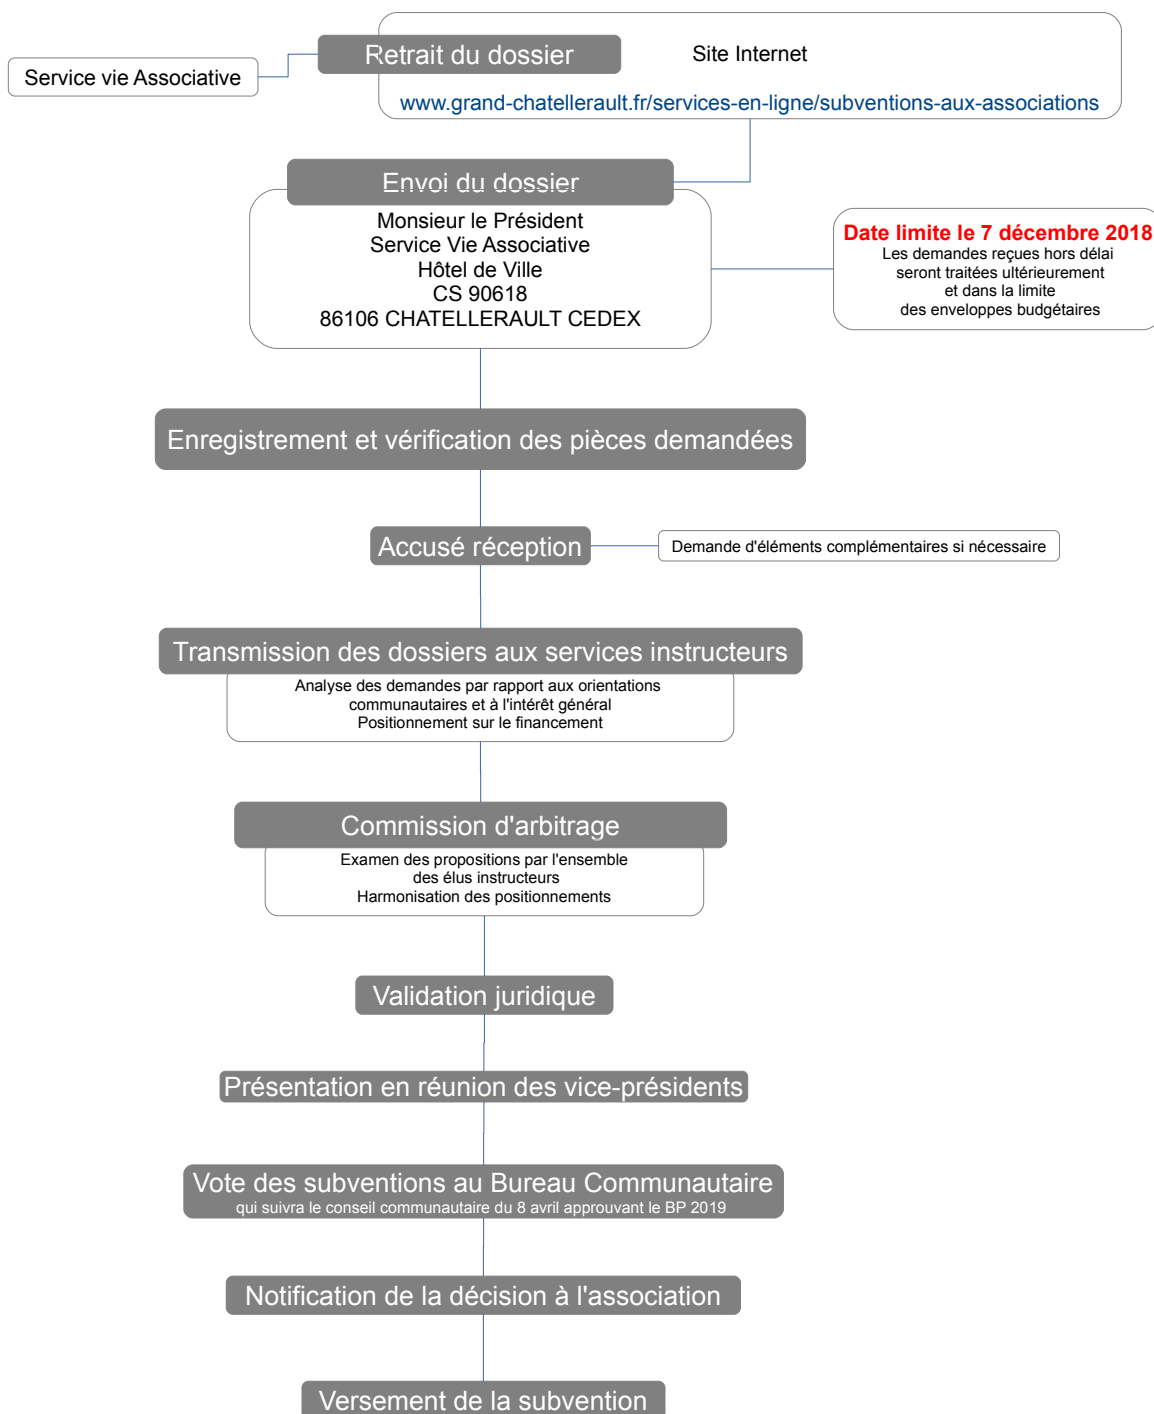 Retrait du dossier
Site Internet
Service vie Associative
www.grand-chatellerault.fr/services-en-ligne/subventions-aux-associations
Envoi du dossier
Monsieur le Président
Service Vie Associative
Hôtel de Ville
CS 90618
86106 CHATELLERAULT CEDEX
Date limite le 7 décembre 2018
Les demandes reçues hors délai
seront traitées ultérieurement
et dans la limite
des enveloppes budgétaires
Enregistrement et vérification des pièces demandées
Accusé réception
Demande d'éléments complémentaires si nécessaire
Transmission des dossiers aux services instructeurs
Analyse des demandes par rapport aux orientations
communautaires et à l'intérêt général
Positionnement sur le financement
Commission d'arbitrage
Examen des propositions par l'ensemble
des élus instructeurs
Harmonisation des positionnements
Validation juridique
Présentation en réunion des vice-présidents
Vote des subventions au Bureau Communautaire
qui suivra le conseil communautaire du 8 avril approuvant le BP 2019
Notification de la décision à l'association
Versement de la subvention